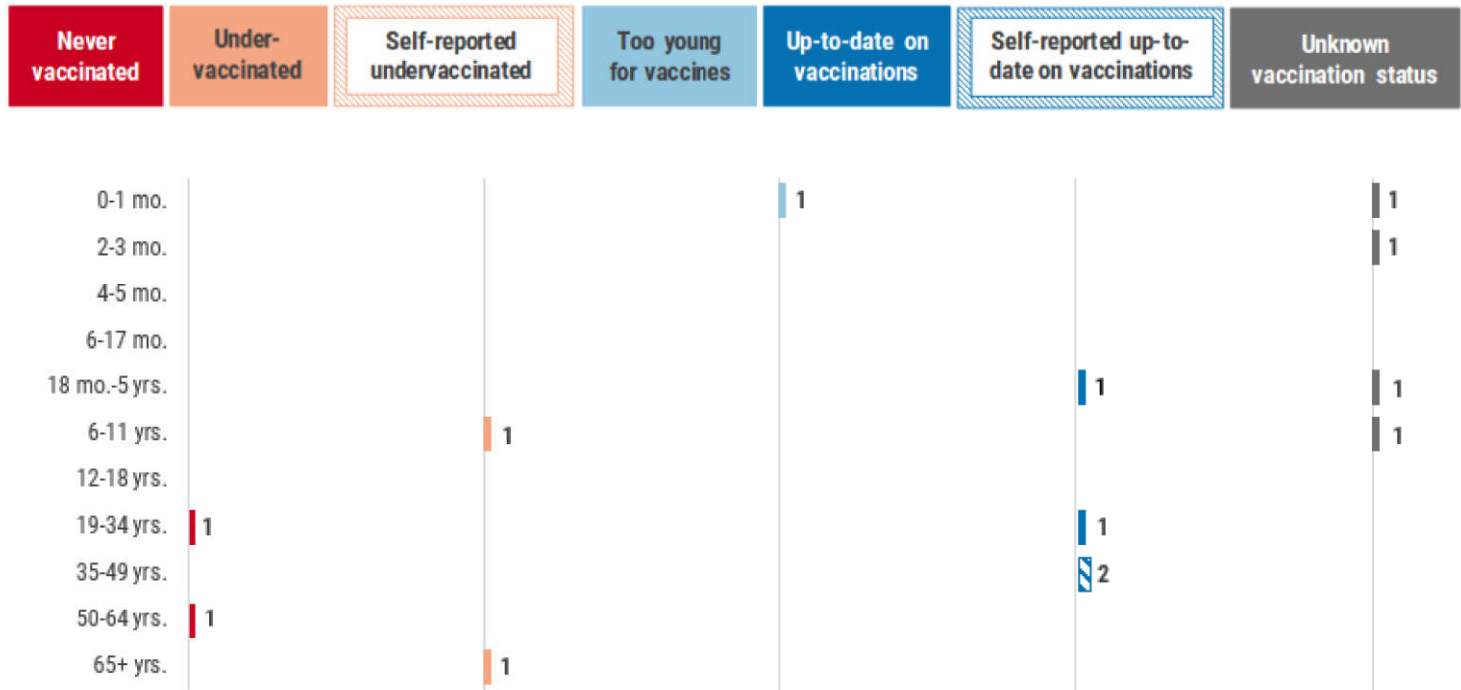 Never
vaccinated
Under-
vaccinated
Self-reported
undervaccinated
Too young
for vaccines
Up-to-date on
vaccinations
Self-reported up-to-
date on vaccinations
Unknown
vaccination status
0-1 mo. 1 1
2-3 mo. 1
4-5 mo.
6-17 mo.
18 mo.-5 yrs. 1 1
6-11 yrs. 1 1
12-18 yrs.
19-34 yrs. 1 1
35-49 yrs. 2
50-64 yrs. 1
65+ yrs. 1